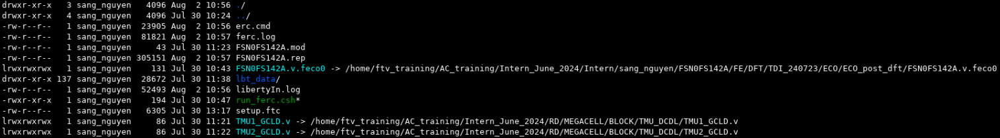 drwxr-xr-x   3 sang_nguyen   4096 Aug  2 10:56 ./
drwxr-xr-x   4 sang_nguyen   4096 Jul 30 10:24 ../
-rw-r--r--   1 sang_nguyen  23905 Aug  2 10:56 erc.cmd
-rw-r--r--   1 sang_nguyen  81821 Aug  2 10:57 ferc.log
-rw-r--r--   1 sang_nguyen     43 Jul 30 11:23 FSN0FS142A.mod
-rw-r--r--   1 sang_nguyen 305151 Aug  2 10:57 FSN0FS142A.rep
lrwxrwxrwx   1 sang_nguyen    131 Jul 30 10:43 FSN0FS142A.v.feco0 -> /home/ftv_training/AC_training/Intern_June_2024/Intern/sang_nguyen/FSN0FS142A/FE/DFT/TDI_240723/ECO/ECO_post_dft/FSN0FS142A.v.feco0
drwxr-xr-x 137 sang_nguyen  28672 Jul 30 11:38 lbt_data/
-rw-r--r--   1 sang_nguyen  52493 Aug  2 10:56 libertyIn.log
-rwxr-xr-x   1 sang_nguyen    194 Jul 30 10:47 run_ferc.csh*
-rw-r--r--   1 sang_nguyen   6305 Jul 30 13:17 setup.ftc
lrwxrwxrwx   1 sang_nguyen     86 Jul 30 11:21 TMU1_GCLD.v -> /home/ftv_training/AC_training/Intern_June_2024/RD/MEGACELL/BLOCK/TMU_DCDL/TMU1_GCLD.v
lrwxrwxrwx   1 sang_nguyen     86 Jul 30 11:22 TMU2_GCLD.v -> /home/ftv_training/AC_training/Intern_June_2024/RD/MEGACELL/BLOCK/TMU_DCDL/TMU2_GCLD.v